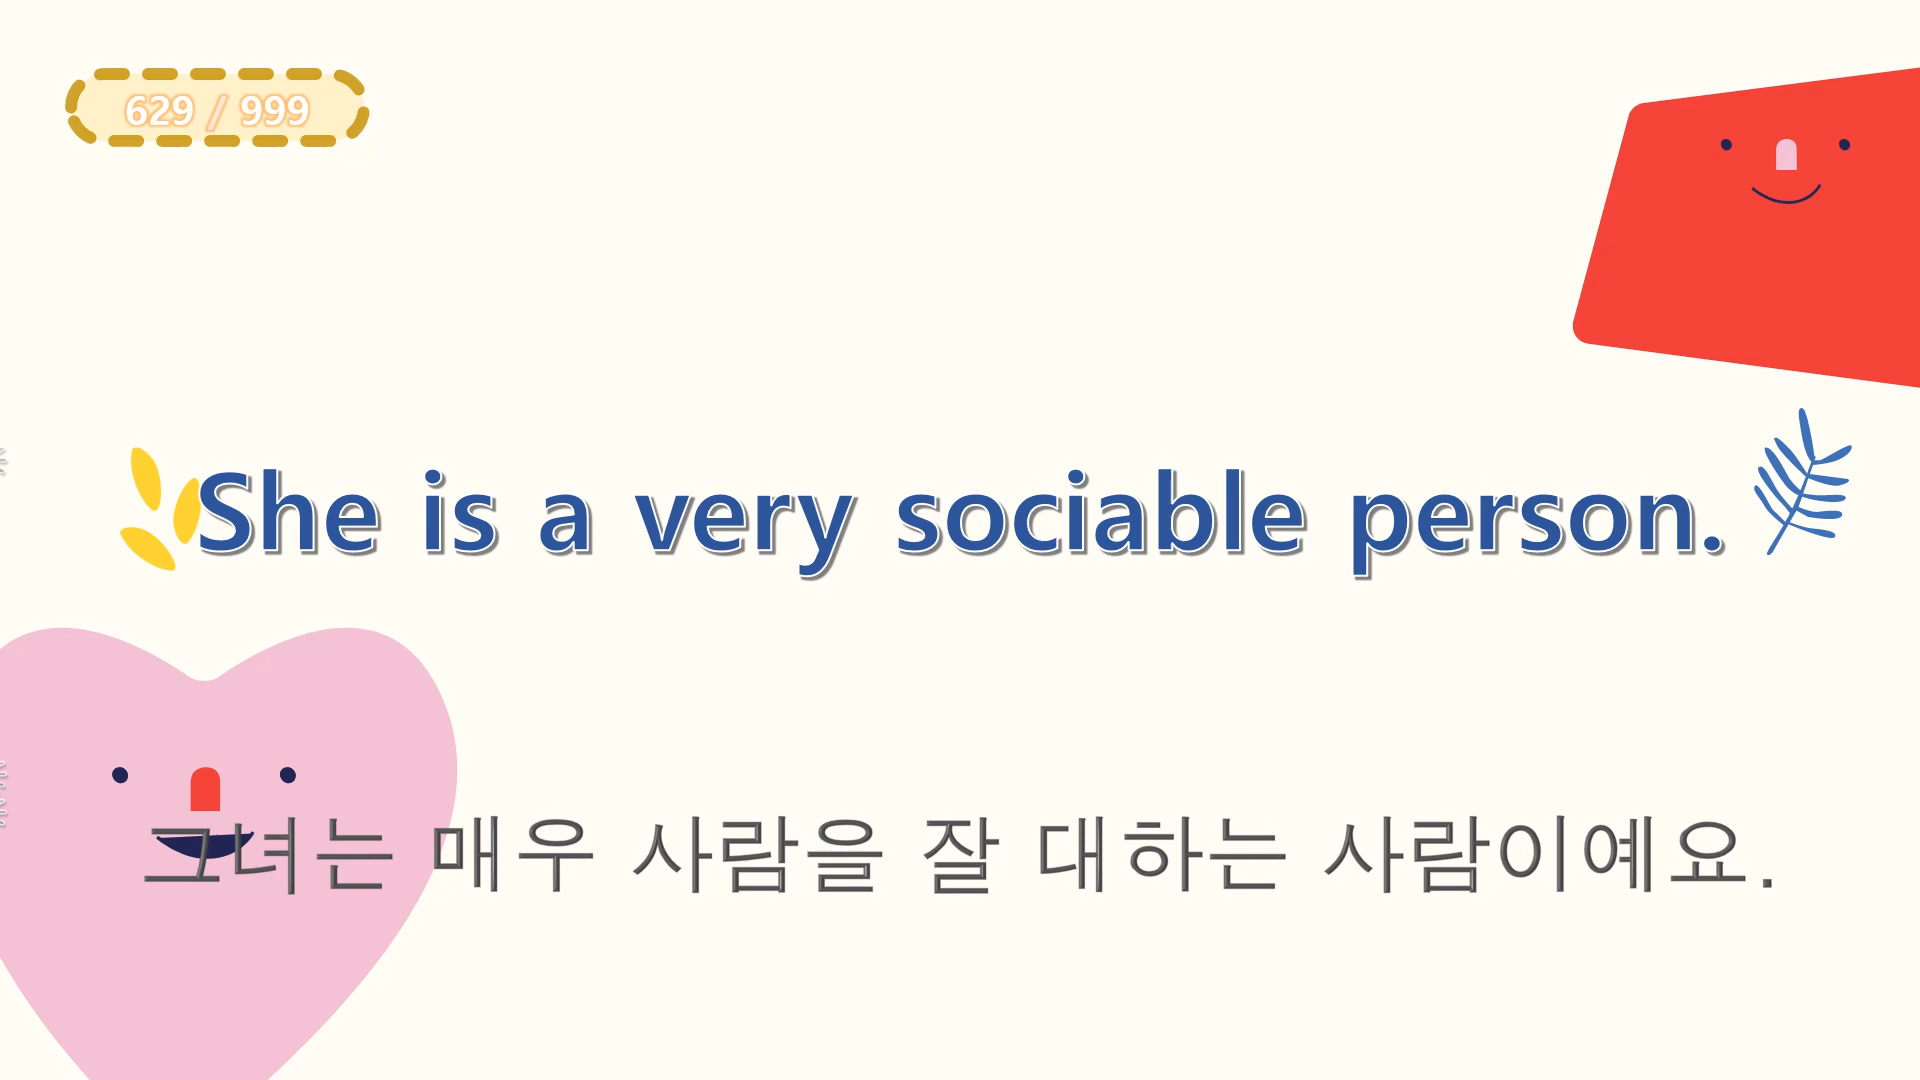 629 / 999
She is a very sociable person.
그녀는 매우 사람을 잘 대하는 사람이예요.